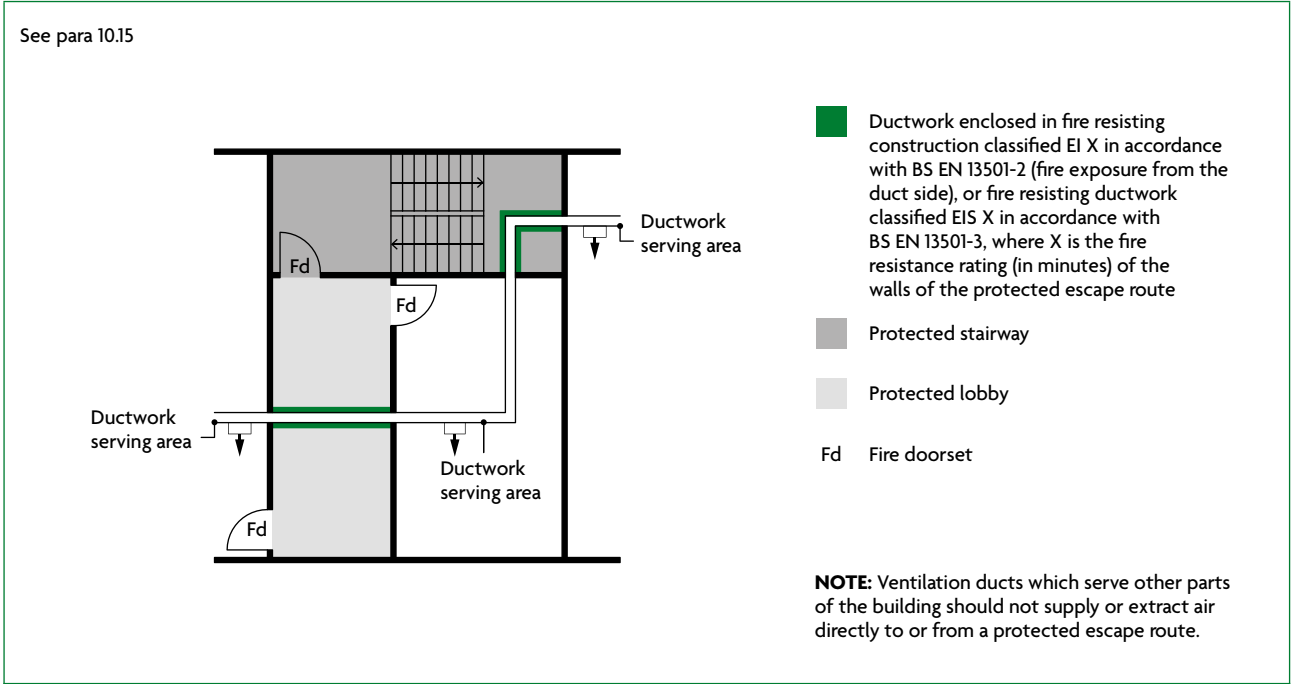 See para 10.15
Ductwork
serving area
Fd
Fd
Ductwork
serving area
Ductwork
serving area
Fd
Ductwork enclosed in fire resisting
construction classified EI X in accordance
with BS EN 13501-2 (fire exposure from the
duct side), or fire resisting ductwork
classified EIS X in accordance with
BS EN 13501-3, where X is the fire
resistance rating (in minutes) of the
walls of the protected escape route
Protected stairway
Protected lobby
Fd Fire doorset
NOTE: Ventilation ducts which serve other parts
of the building should not supply or extract air
directly to or from a protected escape route.